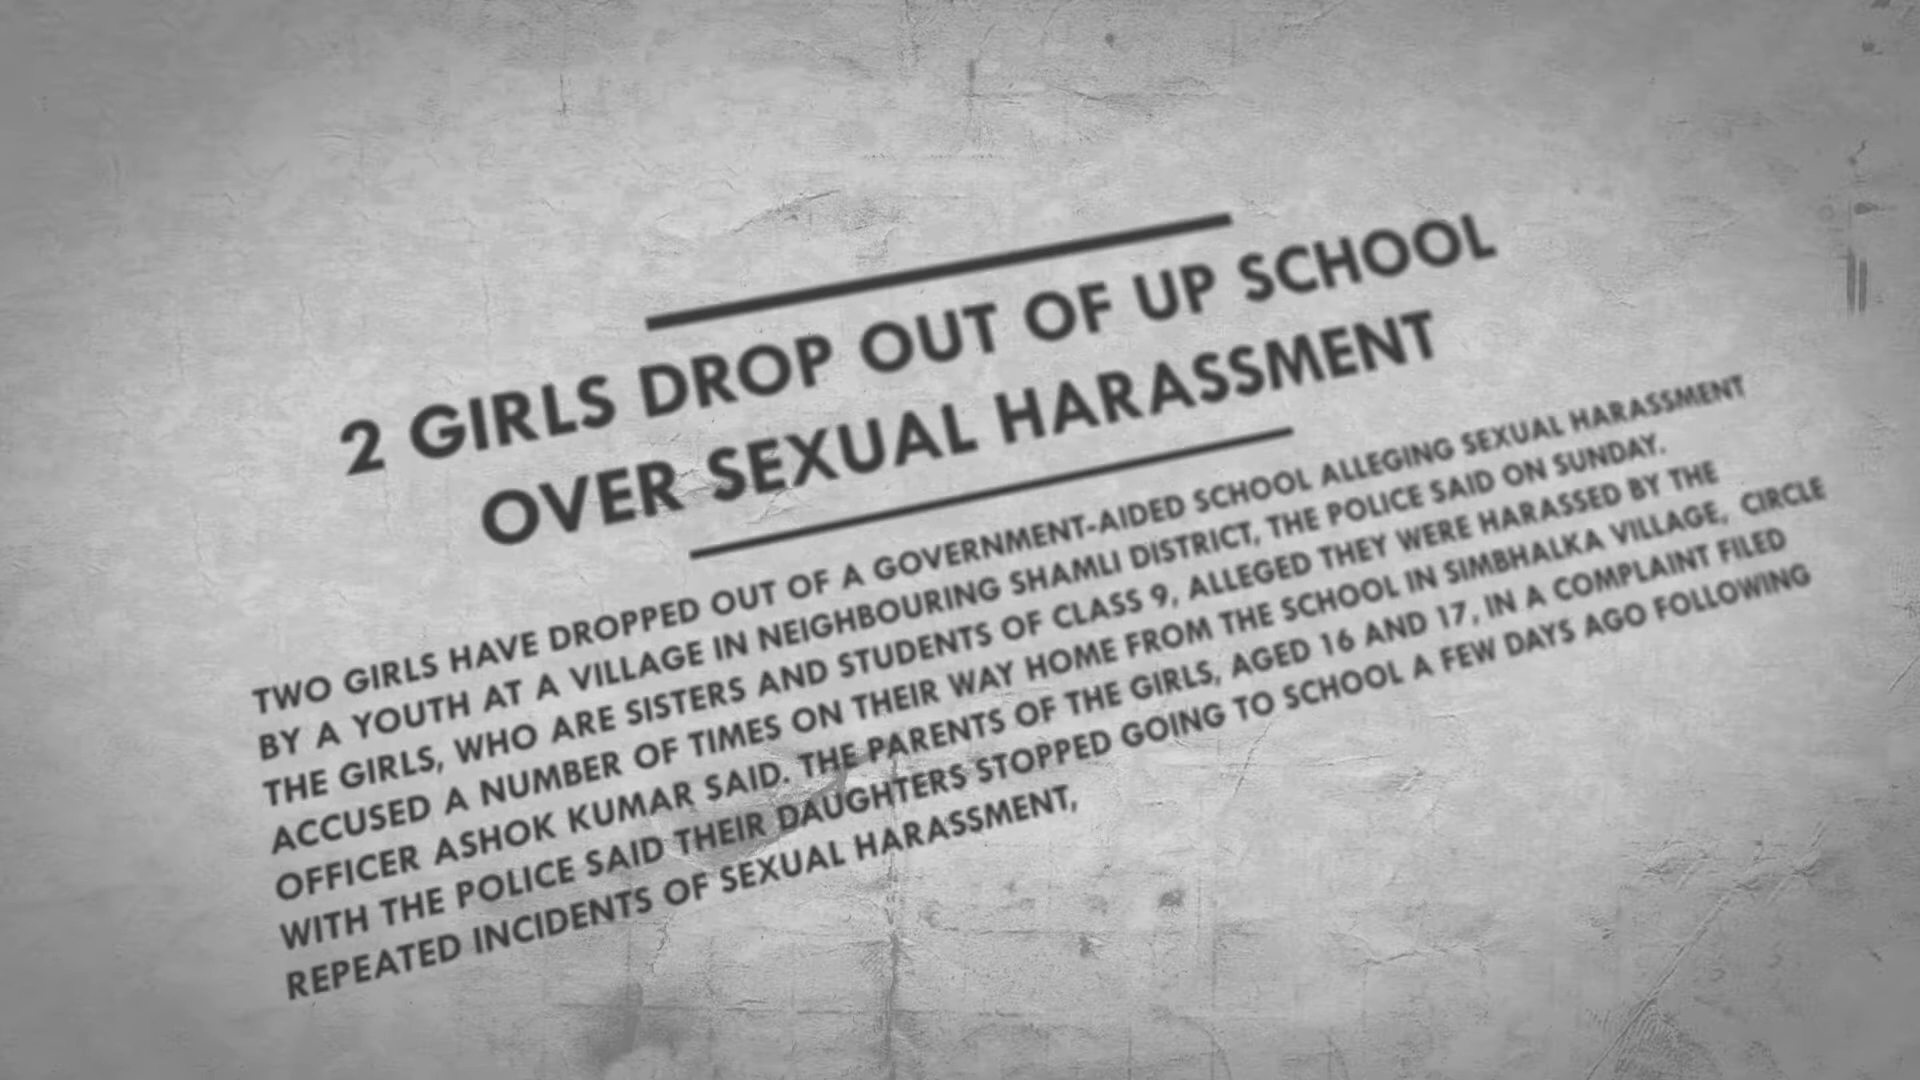 2 GIRLS DROP OUT OF UP SCHOOL
OVER SEXUAL HARASSMENT
TWO GIRLS HAVE DROPPED OUT OF A GOVERNMENT-AIDED SCHOOL ALLEGING SEXUAL HARASSMENT
BY A YOUTH AT A VILLAGE IN NEIGHBOURING SHAMLI DISTRICT, THE POLICE SAID ON SUNDAY.
THE GIRLS, WHO ARE SISTERS AND STUDENTS OF CLASS 9, ALLEGED THEY WERE HARASSED BY THE
ACCUSED A NUMBER OF TIMES ON THEIR WAY HOME FROM THE SCHOOL IN SIMBHALKA VILLAGE, CIRCLE
OFFICER ASHOK KUMAR SAID. THE PARENTS OF THE GIRLS, AGED 16 AND 17, IN A COMPLAINT FILED
WITH THE POLICE SAID THEIR DAUGHTERS STOPPED GOING TO SCHOOL A FEW DAYS AGO FOLLOWING
REPEATED INCIDENTS OF SEXUAL HARASSMENT,